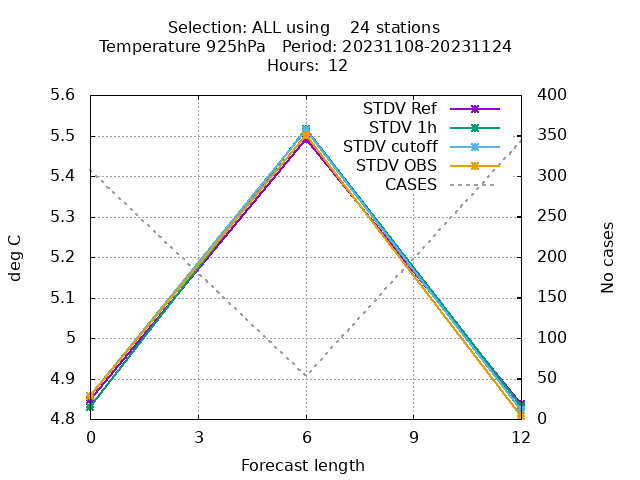 Selection: ALL using    24 stations
Temperature 925hPa   Period: 20231108-20231124
Hours:  12
5.6
5.5
5.4
5.3
5.2
5.1
5
4.9
4.8
400
350
300
250
200
150
100
50
0
STDV Ref
STDV 1h
STDV cutoff
STDV OBS
CASES
deg C
No cases
0
3
6
9
12
Forecast length